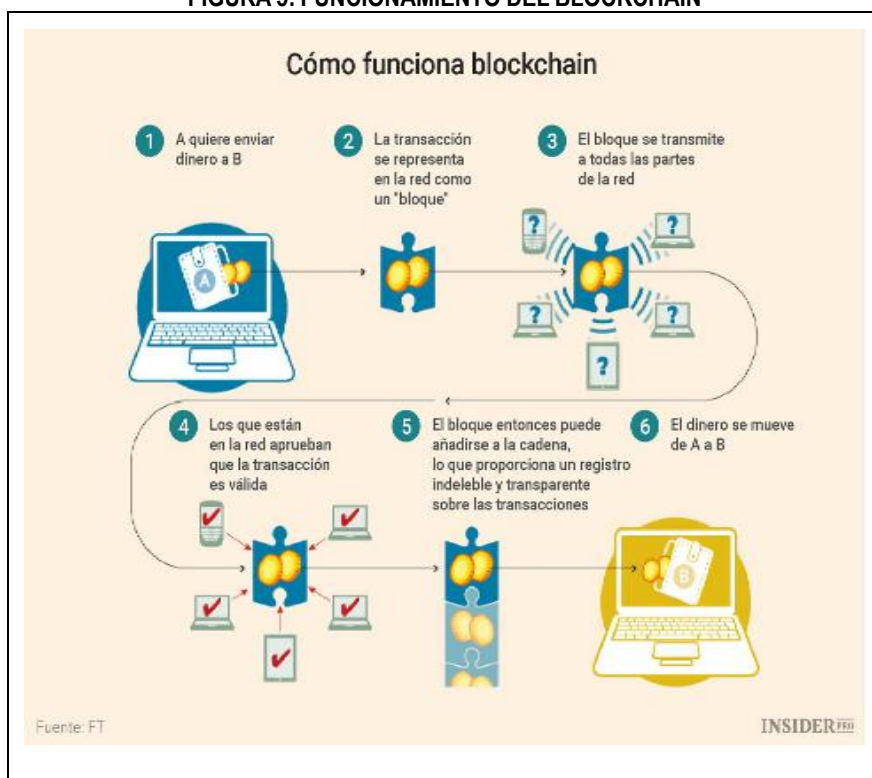 FIGURA 9. FUNCIONAMIENTO DEL BLOCKCHAIN
Cómo funciona blockchain
1
A quiere enviar
dinero a B
2
La transacción
se representa
en la red como
un "bloque"
3
El bloque se transmite
a todas las partes
de la red
A
?
?
?
?
?
4
Los que están
en la red aprueban
que la transacción
es válida
5
El bloque entonces puede
añadirse a la cadena,
lo que proporciona un registro
indeleble y transparente
sobre las transacciones
6
El dinero se mueve
de A a B
B
Fuente: FT
INSIDER PRO